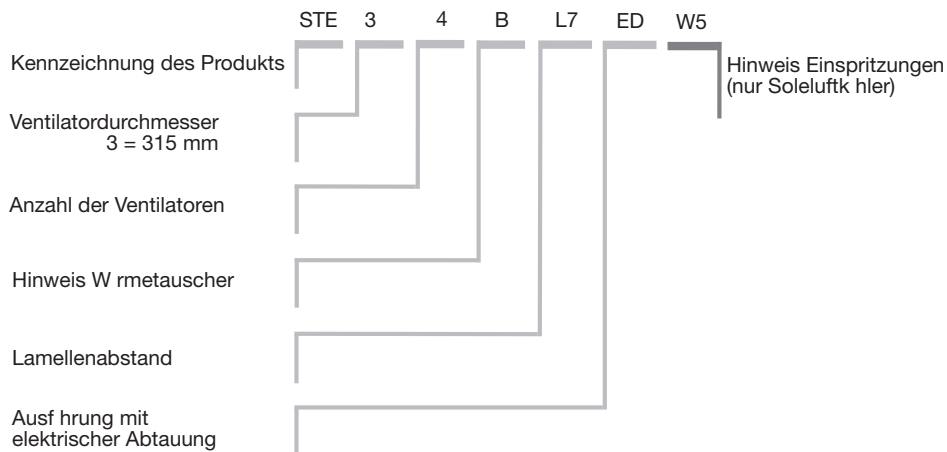 STE 3 4 B L7 ED W5
Kennzeichnung des Produkts
Hinweis Einspritzungen
(nur Soleluftk hler)
Ventilatordurchmesser
3 = 315 mm
Anzahl der Ventilatoren
Hinweis W rmetauscher
Lamellenabstand
Ausf hrung mit
elektrischer Abtauung